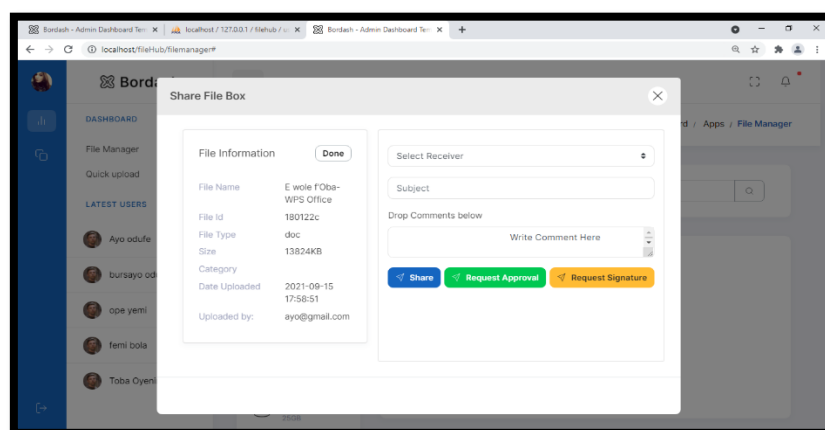 Bordash - Admin Dashboard Tem
localhost / 127.0.0.1 / filehub /
Bordash - Admin Dashboard Tem
localhost/fileHub/filemanager#
Bord
Share File Box
DASHBOARD
File Manager
Quick upload
LATEST USERS
Ayo odufe
bursayo od
ope yemi
femi bola
Toba Oyeni
rd / Apps / File Manager
File Information
Done
File Name E wole f'Oba-
WPS Office
File Id 180122c
File Type doc
Size 13824KB
Category
Date Uploaded 2021-09-15
17:58:51
Uploaded by: ayo@gmail.com
Select Receiver
Subject
Drop Comments below
Write Comment Here
Share
Request Approval
Request Signature